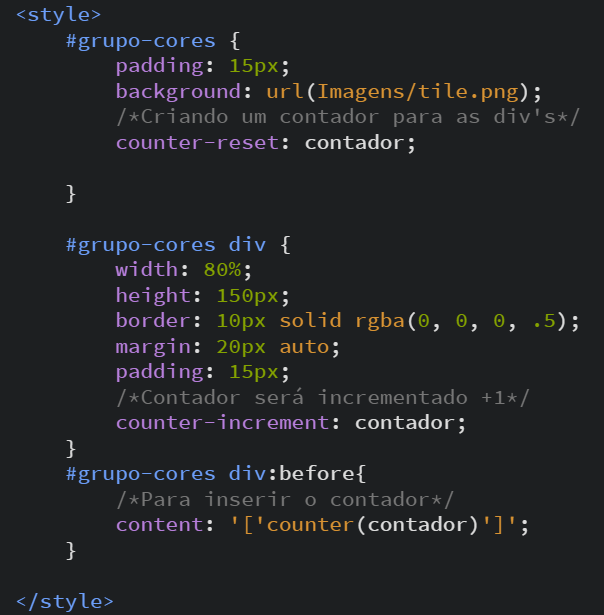 <style>
    #grupo-cores {
        padding: 15px;
        background: url(Imagens/tile.png);
        /*Criando um contador para as div's*/
        counter-reset: contador;

    }

    #grupo-cores div {
        width: 80%;
        height: 150px;
        border: 10px solid rgba(0, 0, 0, .5);
        margin: 20px auto;
        padding: 15px;
        /*Contador será incrementado +1*/
        counter-increment: contador;
    }
    #grupo-cores div:before{
        /*Para inserir o contador*/
        content: '['counter(contador)']';
    }

</style>